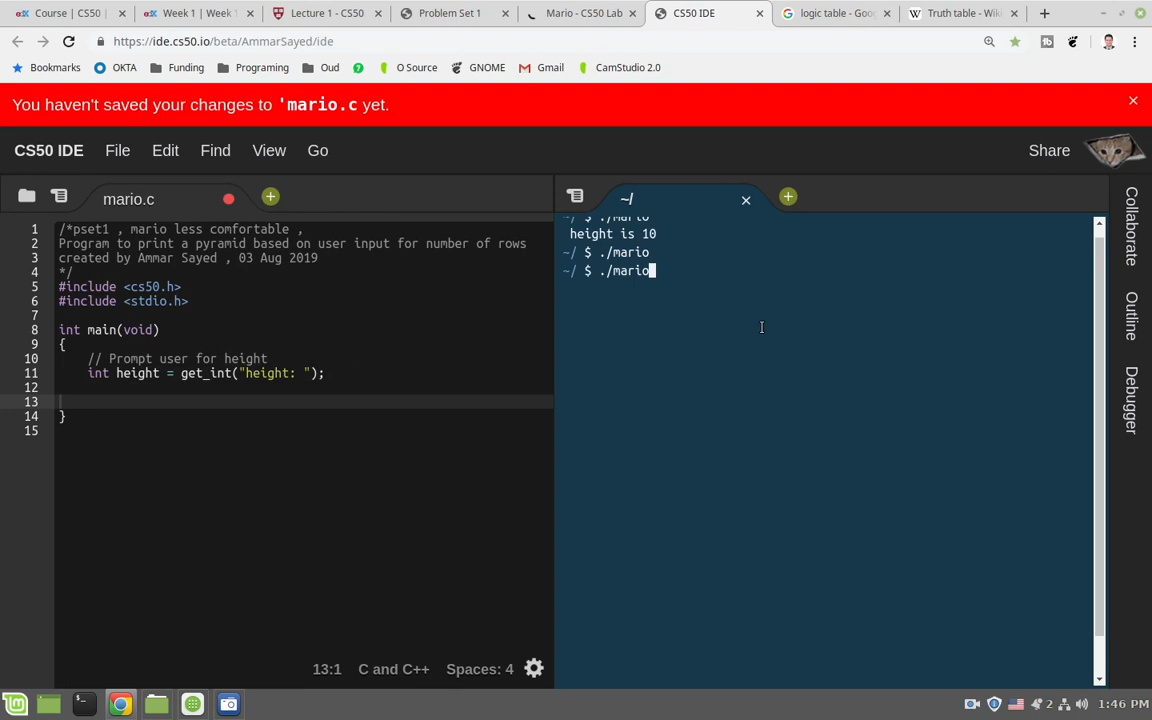 Course | CS50 |
Week 1 | Week 1
Lecture 1 - CS50
Problem Set 1
Mario - CS50 Lab
CS50 IDE
logic table - Goog
Truth table - Wiki
https://ide.cs50.io/beta/AmmarSayed/ide
Bookmarks
OKTA
Funding
Programing
Oud
O Source
GNOME
Gmail
CamStudio 2.0
You haven't saved your changes to 'mario.c yet.
CS50 IDE File Edit Find View Go
Share
mario.c
~/
1 /*pset1 , mario less comfortable ,
2 Program to print a pyramid based on user input for number of rows
3 created by Ammar Sayed , 03 Aug 2019
4 */
5 #include <cs50.h>
6 #include <stdio.h>
7
8 int main(void)
9 {
10 // Prompt user for height
11 int height = get_int("height: ");
12
13
14 }
15
~/ $ ./mario
height is 10
~/ $ ./mario
~/ $ ./mario
Collaborate
Outline
Debugger
13:1 C and C++ Spaces: 4
2
1:46 PM